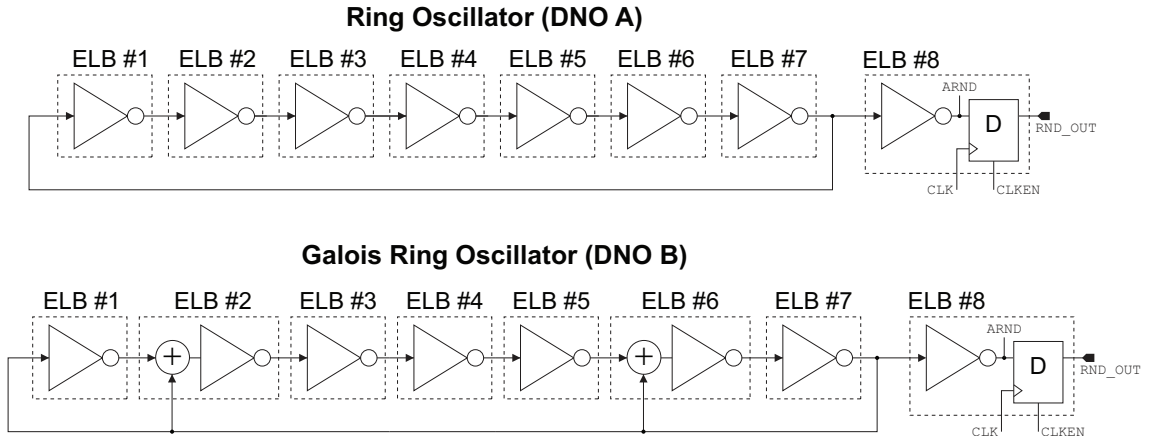 Ring Oscillator (DNO A)
ELB #1 ELB #2 ELB #3 ELB #4 ELB #5 ELB #6 ELB #7 ELB #8
ARND
D
RND_OUT
CLK CLKEN
Galois Ring Oscillator (DNO B)
ELB #1 ELB #2 ELB #3 ELB #4 ELB #5 ELB #6 ELB #7 ELB #8
ARND
+ + D
RND_OUT
CLK CLKEN